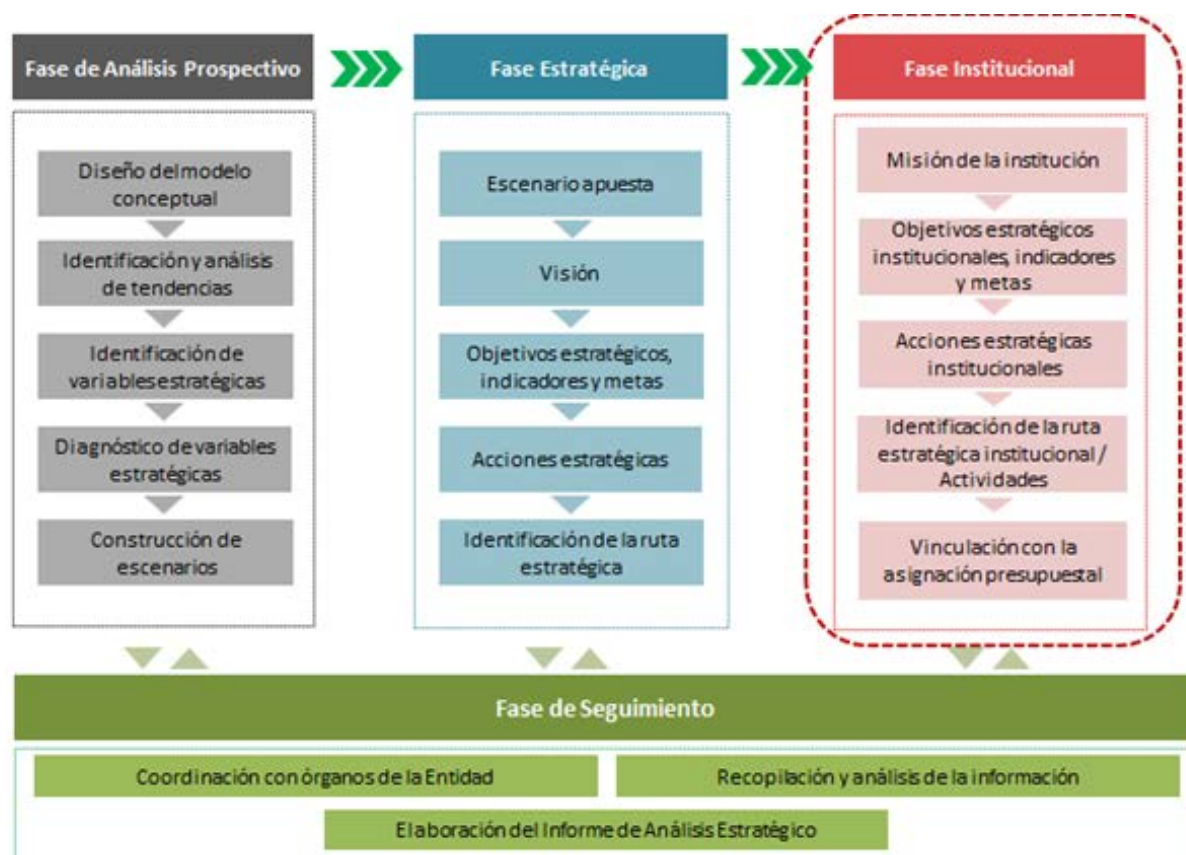 Fase de Análisis Prospectivo
Fase Estratégica
Fase Institucional
Diseño del modelo
conceptual
Identificación y análisis
de tendencias
Identificación de
variables estratégicas
Diagnóstico de variables
estratégicas
Construcción de
escenarios
Escenario apuesta
Visión
Objetivos estratégicos,
indicadores y metas
Acciones estratégicas
Identificación de la ruta
estratégica
Misión de la institución
Objetivos estratégicos
institucionales, indicadores
y metas
Acciones estratégicas
institucionales
Identificación de la ruta
estratégica institucional /
Actividades
Vinculación con la
asignación presupuestal
Fase de Seguimiento
Coordinación con órganos de la Entidad
Recopilación y análisis de la información
Elaboración del Informe de Análisis Estratégico